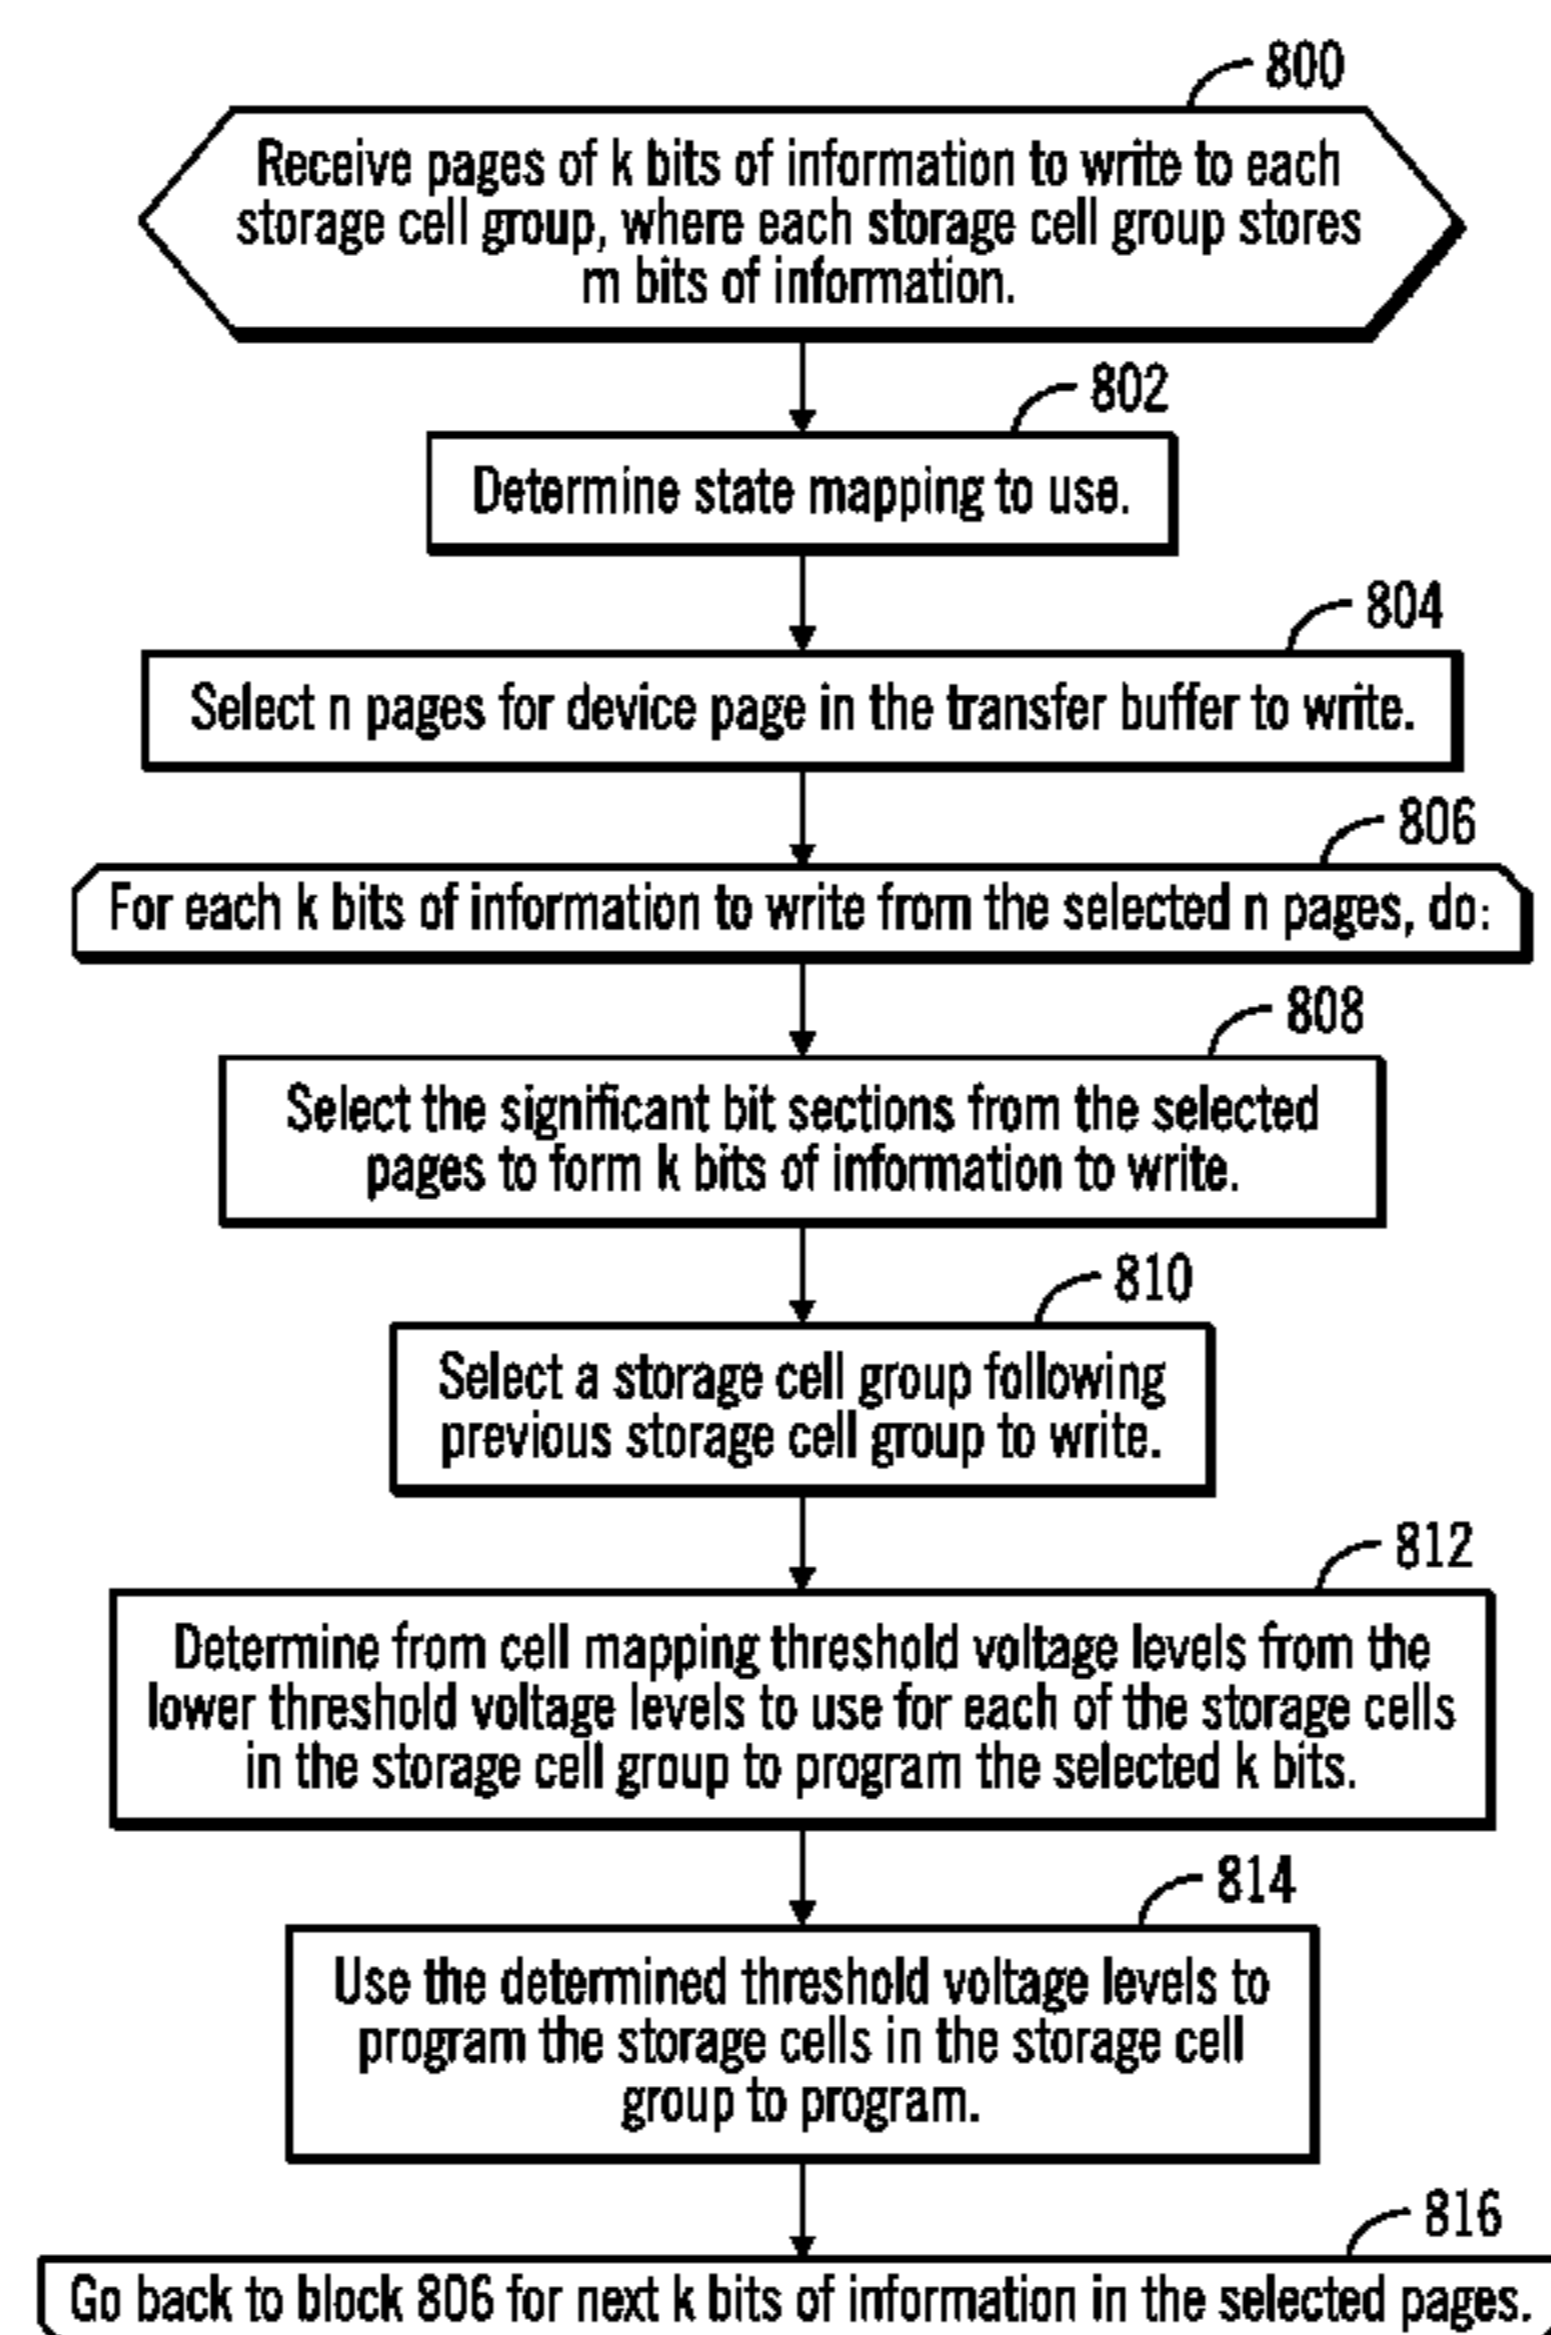 800
Receive pages of k bits of information to write to each
storage cell group, where each storage cell group stores
m bits of information.
802
Determine state mapping to use.
804
Select n pages for device page in the transfer buffer to write.
806
For each k bits of information to write from the selected n pages, do:
808
Select the significant bit sections from the selected
pages to form k bits of information to write.
810
Select a storage cell group following
previous storage cell group to write.
812
Determine from cell mapping threshold voltage levels from the
lower threshold voltage levels to use for each of the storage cells
in the storage cell group to program the selected k bits.
814
Use the determined threshold voltage levels to
program the storage cells in the storage cell
group to program.
816
Go back to block 806 for next k bits of information in the selected pages.